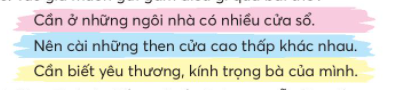 Cần ở những ngôi nhà có nhiều cửa sổ.
Nên cài những then cửa cao thấp khác nhau.
Cần biết yêu thương, kính trọng bà của mình.